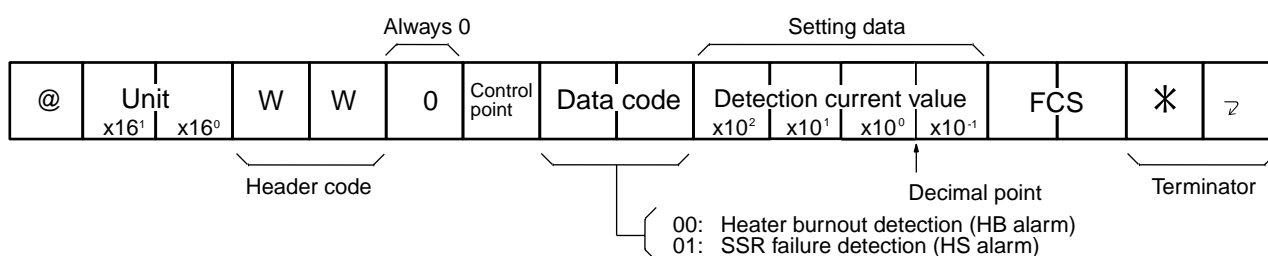 Always 0
Setting data
@ Unit W W 0 Control point Data code Detection current value FCS * ↵
x16¹ x16⁰ x10² x10¹ x10⁰ x10⁻¹
Header code
Decimal point
Terminator
00: Heater burnout detection (HB alarm)
01: SSR failure detection (HS alarm)